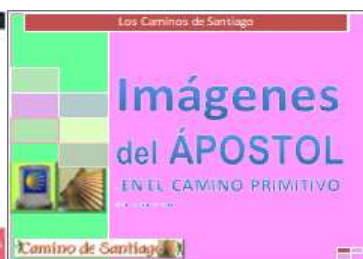 Los Caminos de Santiago
Imágenes
del ÁPOSTOL
EN EL CAMINO PRIMITIVO
Camino de Santiago